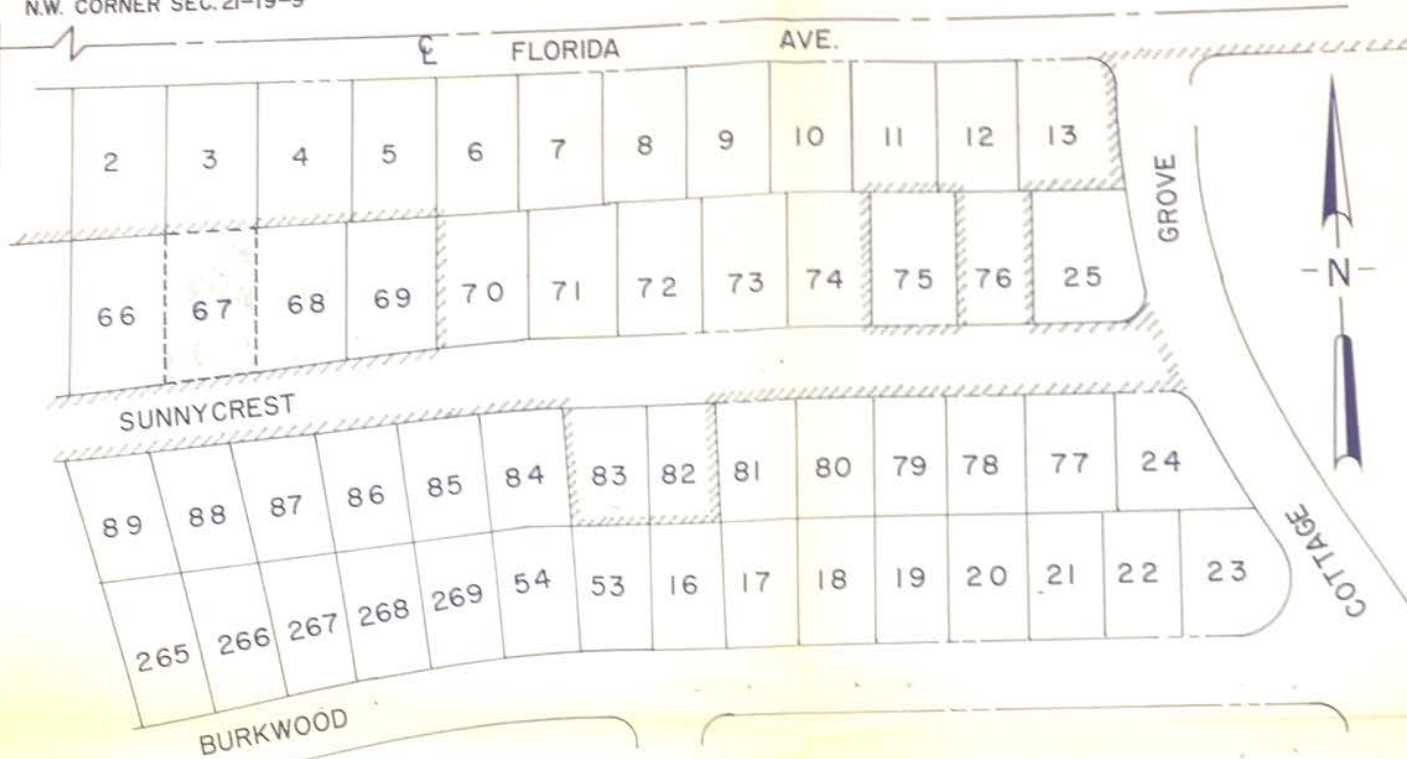 N.W. CORNER SEC. 21-19-9
℄ FLORIDA AVE.
2 3 4 5 6 7 8 9 10 11 12 13
GROVE
66 67 68 69 70 71 72 73 74 75 76 25
N
SUNNYCREST
89 88 87 86 85 84 83 82 81 80 79 78 77 24
COTTAGE
265 266 267 268 269 54 53 16 17 18 19 20 21 22 23
BURKWOOD